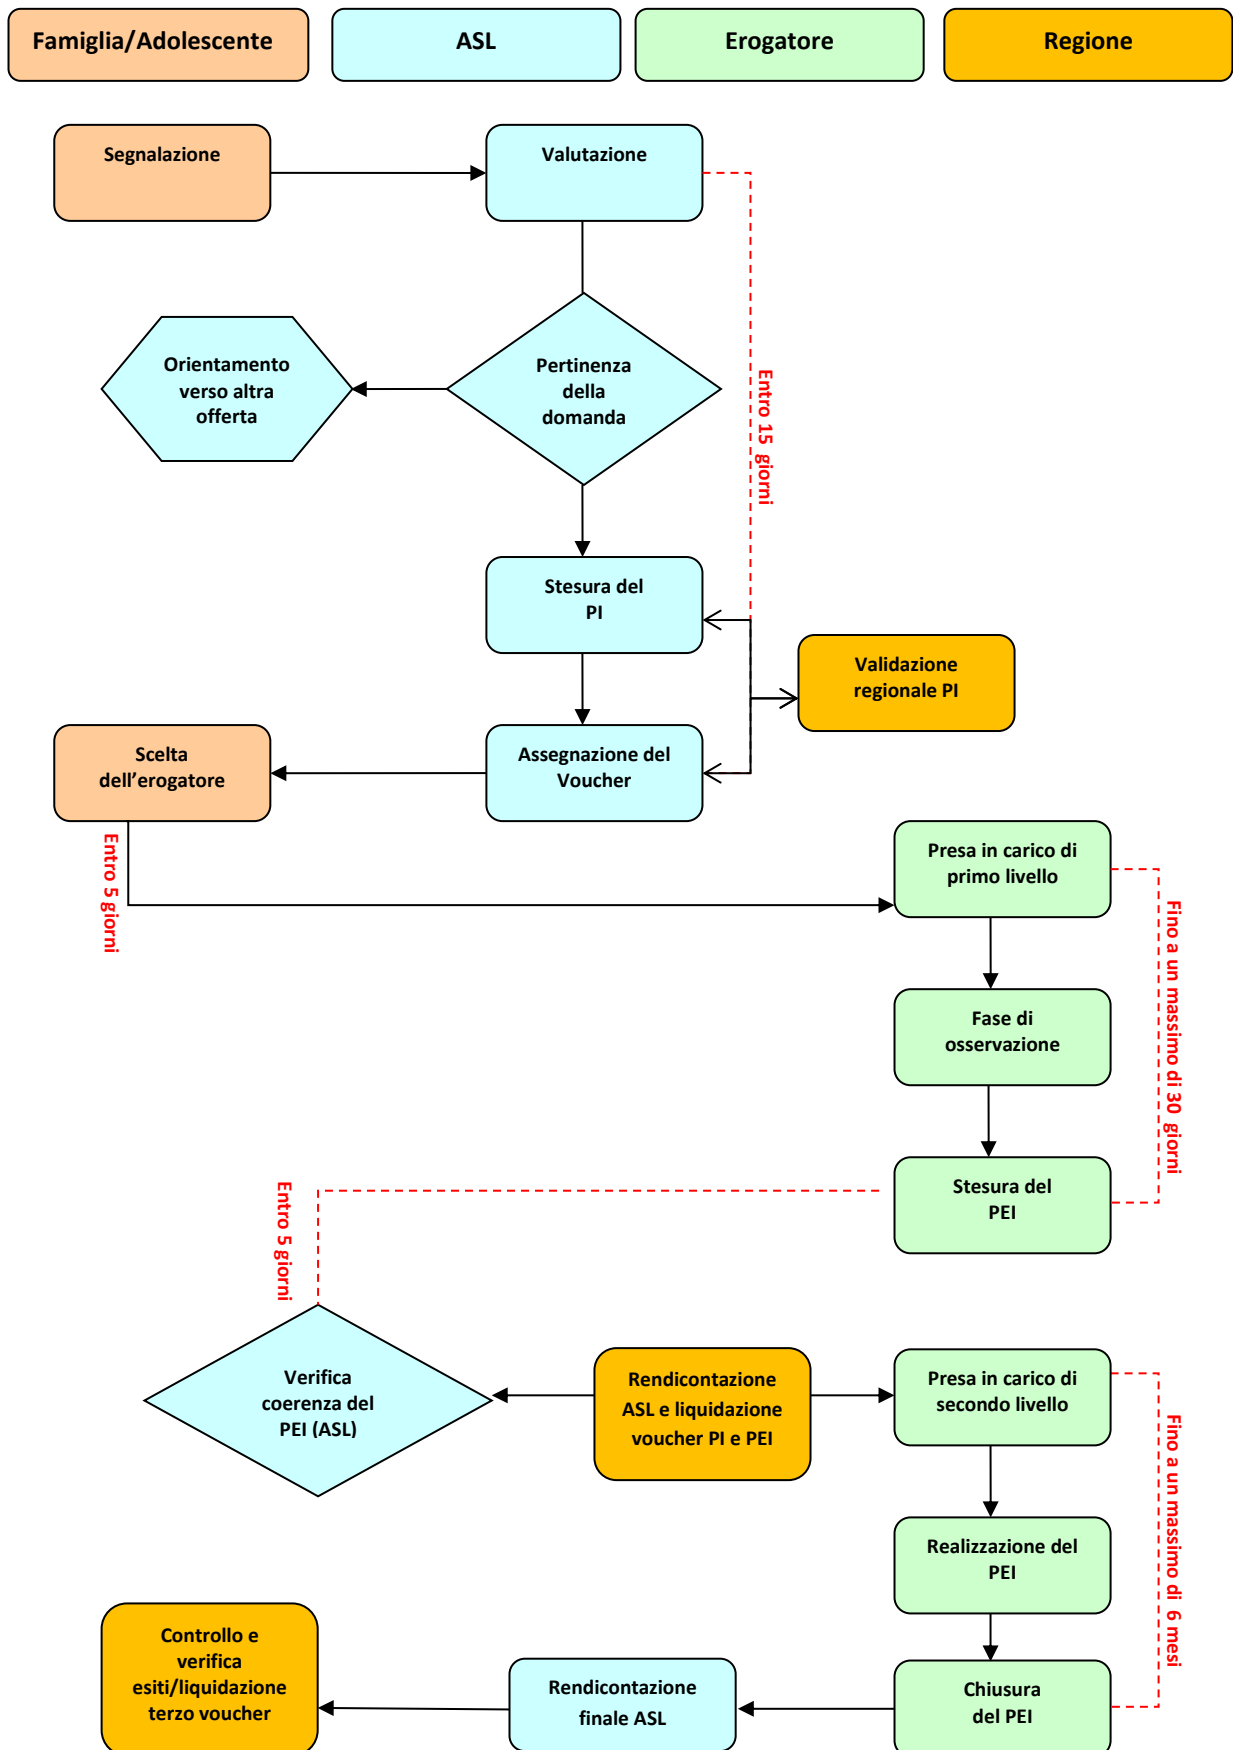 Famiglia/Adolescente
ASL
Erogatore
Regione
Segnalazione
Valutazione
Orientamento
verso altra
offerta
Pertinenza
della
domanda
Entro 15 giorni
Stesura del
PI
Validazione
regionale PI
Scelta
dell'erogatore
Assegnazione del
Voucher
Entro 5 giorni
Presa in carico di
primo livello
Fase di
osservazione
Fino a un massimo di 30 giorni
Stesura del
PEI
Entro 5 giorni
Verifica
coerenza del
PEI (ASL)
Rendicontazione
ASL e liquidazione
voucher PI e PEI
Presa in carico di
secondo livello
Fino a un massimo di 6 mesi
Realizzazione del
PEI
Controllo e
verifica
esiti/liquidazione
terzo voucher
Rendicontazione
finale ASL
Chiusura
del PEI